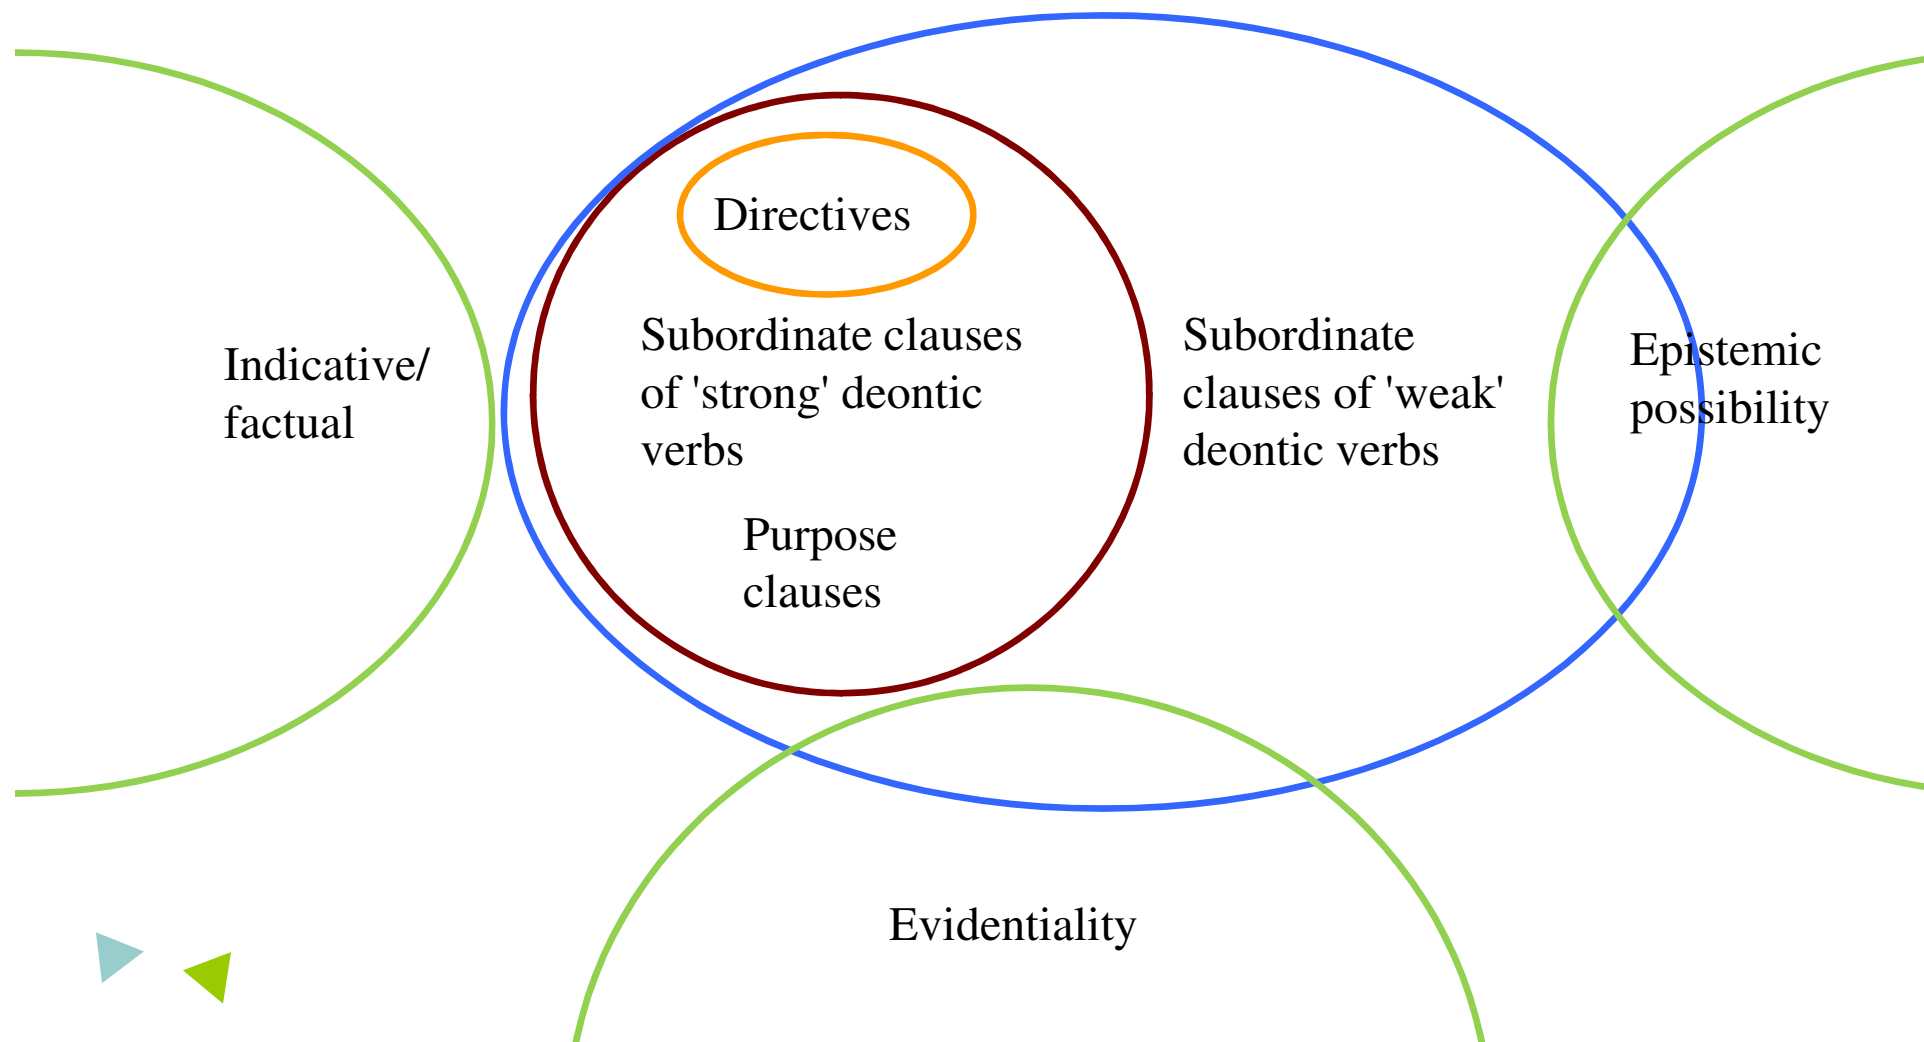 Directives
Indicative/
factual
Subordinate clauses
of 'strong' deontic
verbs
Purpose
clauses
Subordinate
clauses of 'weak'
deontic verbs
Epistemic
possibility
Evidentiality